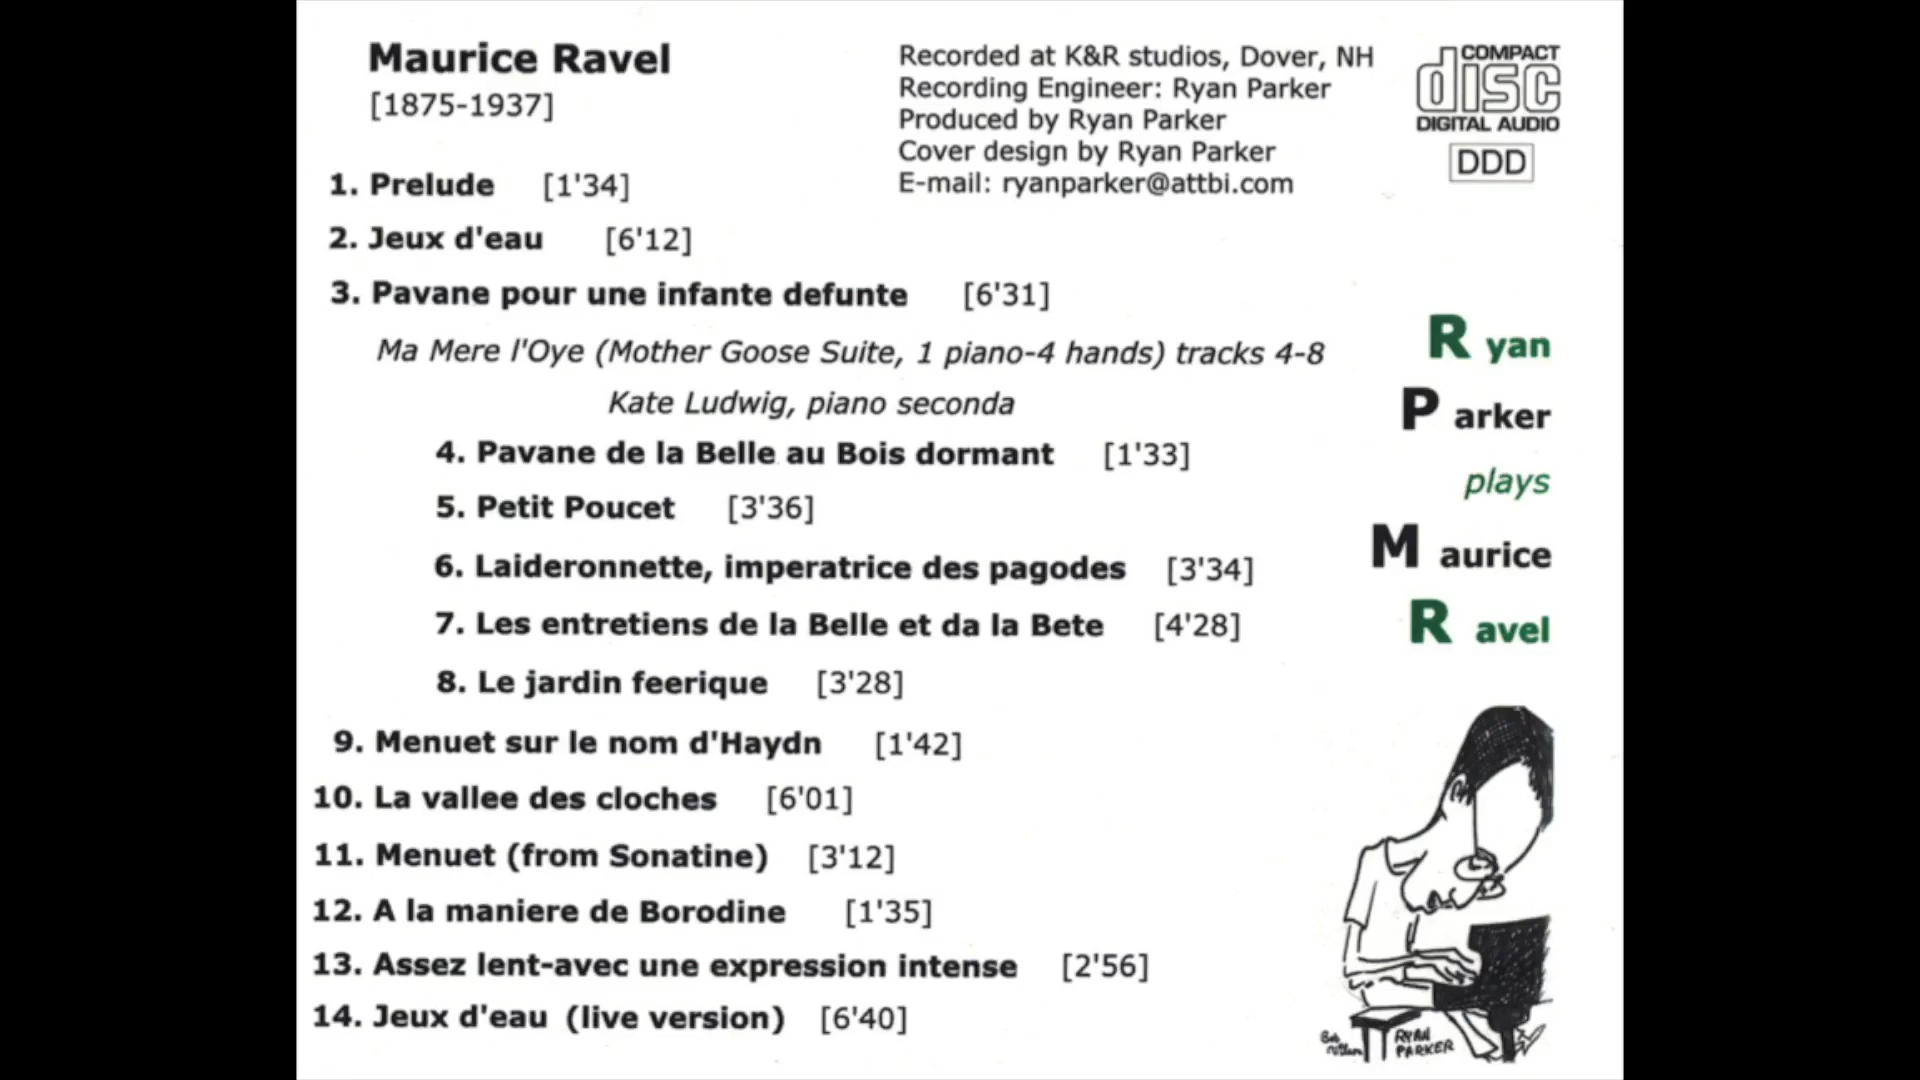 Maurice Ravel
[1875-1937]
Recorded at K&R studios, Dover, NH
Recording Engineer: Ryan Parker
Produced by Ryan Parker
Cover design by Ryan Parker
E-mail: ryanparker@attbi.com
COMPACT
disc
DIGITAL AUDIO
DDD
1. Prelude [1'34]
2. Jeux d'eau [6'12]
3. Pavane pour une infante defunte [6'31]
Ma Mere l'Oye (Mother Goose Suite, 1 piano-4 hands) tracks 4-8
Kate Ludwig, piano seconda
4. Pavane de la Belle au Bois dormant [1'33]
5. Petit Poucet [3'36]
6. Laideronnette, imperatrice des pagodes [3'34]
7. Les entretiens de la Belle et da la Bete [4'28]
8. Le jardin feerique [3'28]
9. Menuet sur le nom d'Haydn [1'42]
10. La vallee des cloches [6'01]
11. Menuet (from Sonatine) [3'12]
12. A la maniere de Borodine [1'35]
13. Assez lent-avec une expression intense [2'56]
14. Jeux d'eau (live version) [6'40]
Ryan
Parker
plays
Maurice
Ravel
RYAN
PARKER